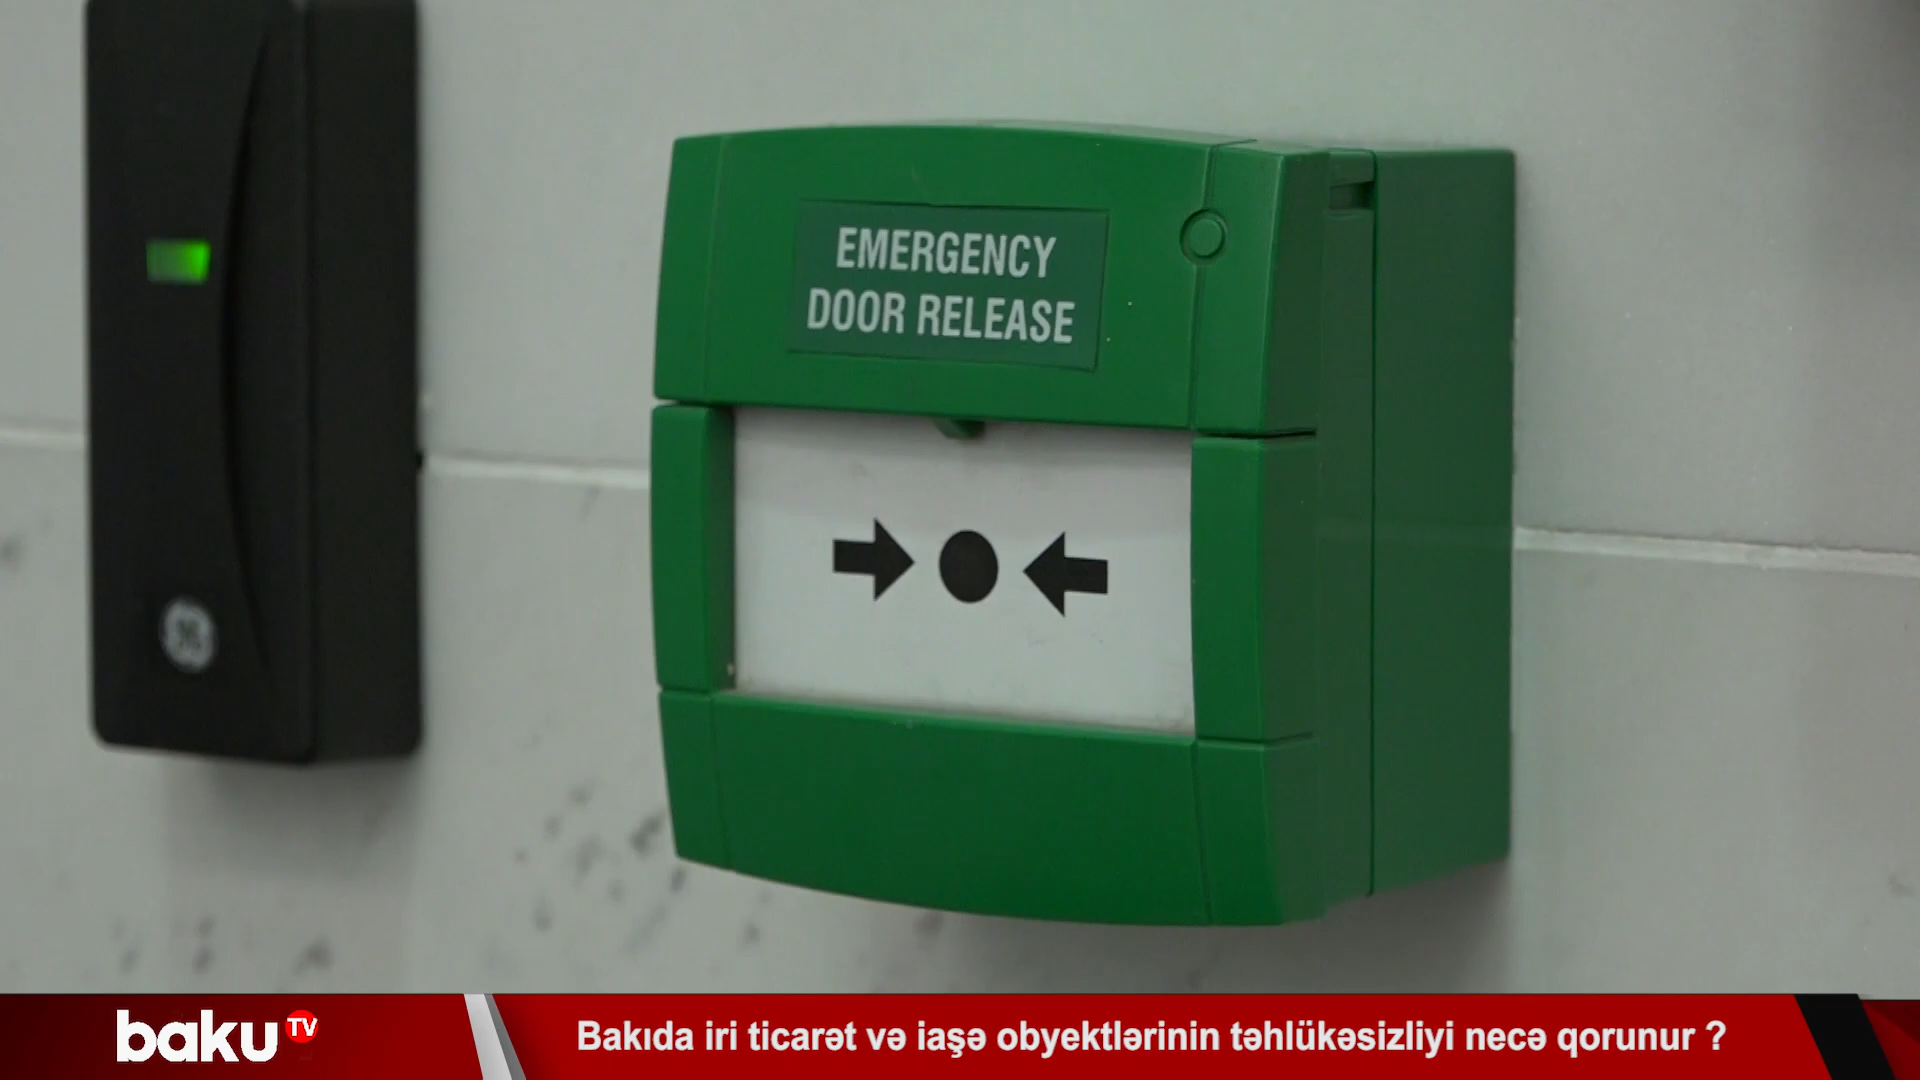 EMERGENCY
DOOR RELEASE
baku TV
Bakıda iri ticarət və iaşə obyektlərinin təhlükəsizliyi necə qorunur ?